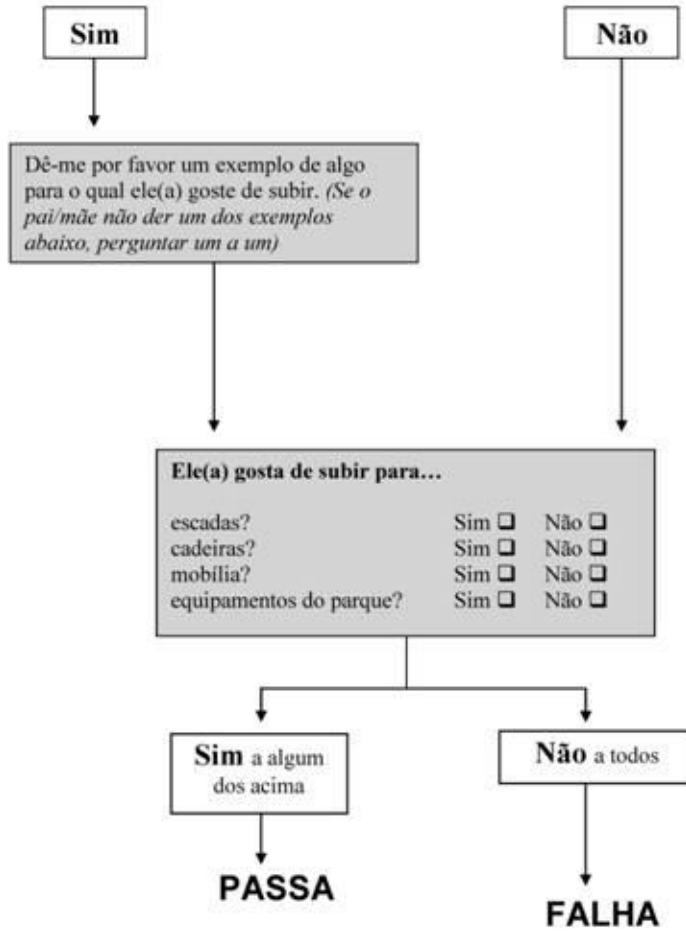 Sim
Não
Dê-me por favor um exemplo de algo
para o qual ele(a) goste de subir. (Se o
pai/mãe não der um dos exemplos
abaixo, perguntar um a um)
Ele(a) gosta de subir para…
escadas? Sim ❑ Não ❑
cadeiras? Sim ❑ Não ❑
mobília? Sim ❑ Não ❑
equipamentos do parque? Sim ❑ Não ❑
Sim a algum
dos acima
Não a todos
PASSA
FALHA